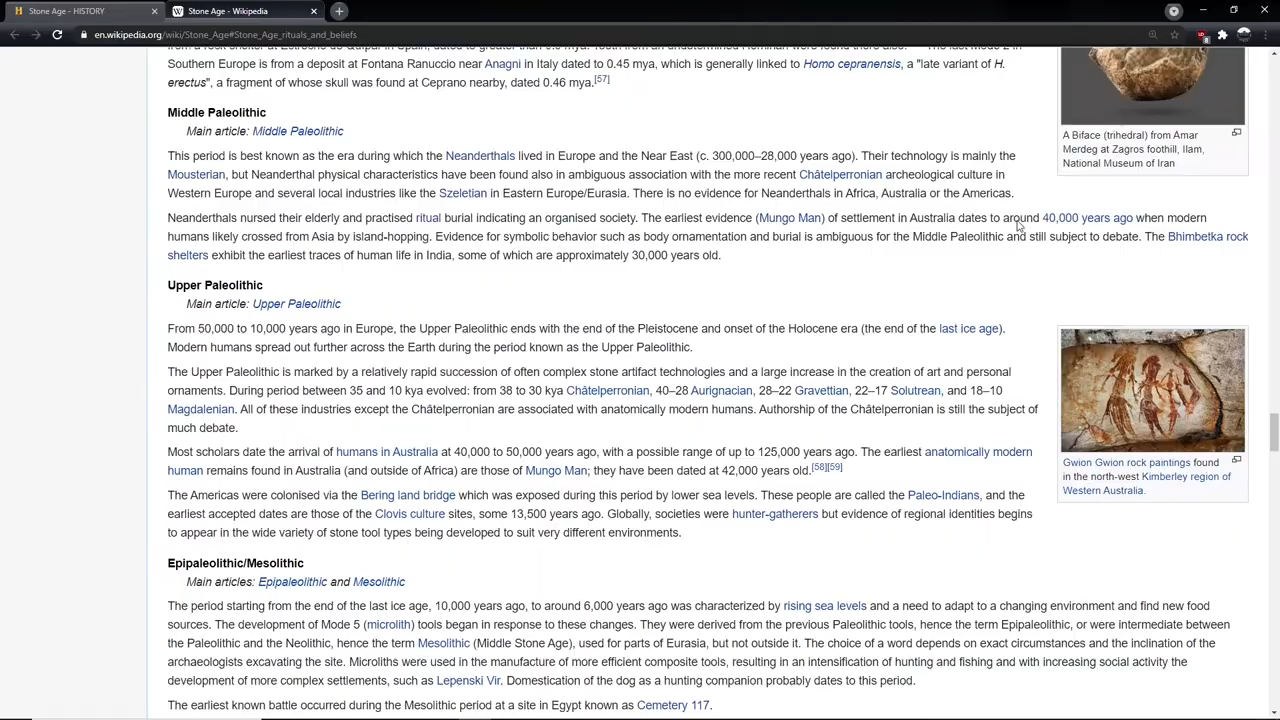 Stone Age - HISTORY
Stone Age - Wikipedia
en.wikipedia.org/wiki/Stone_Age#Stone_Age_rituals_and_beliefs
Southern Europe is from a deposit at Fontana Ranuccio near Anagni in Italy dated to 0.45 mya, which is generally linked to Homo cepranensis, a "late variant of H.
erectus", a fragment of whose skull was found at Ceprano nearby, dated 0.46 mya.[57]
Middle Paleolithic
Main article: Middle Paleolithic
A Biface (trihedral) from Amar
Merdeg at Zagros foothill, Ilam,
National Museum of Iran
This period is best known as the era during which the Neanderthals lived in Europe and the Near East (c. 300,000–28,000 years ago). Their technology is mainly the
Mousterian, but Neanderthal physical characteristics have been found also in ambiguous association with the more recent Châtelperronian archeological culture in
Western Europe and several local industries like the Szeletian in Eastern Europe/Eurasia. There is no evidence for Neanderthals in Africa, Australia or the Americas.
Neanderthals nursed their elderly and practised ritual burial indicating an organised society. The earliest evidence (Mungo Man) of settlement in Australia dates to around 40,000 years ago when modern
humans likely crossed from Asia by island-hopping. Evidence for symbolic behavior such as body ornamentation and burial is ambiguous for the Middle Paleolithic and still subject to debate. The Bhimbetka rock
shelters exhibit the earliest traces of human life in India, some of which are approximately 30,000 years old.
Upper Paleolithic
Main article: Upper Paleolithic
From 50,000 to 10,000 years ago in Europe, the Upper Paleolithic ends with the end of the Pleistocene and onset of the Holocene era (the end of the last ice age).
Modern humans spread out further across the Earth during the period known as the Upper Paleolithic.
The Upper Paleolithic is marked by a relatively rapid succession of often complex stone artifact technologies and a large increase in the creation of art and personal
ornaments. During period between 35 and 10 kya evolved: from 38 to 30 kya Châtelperronian, 40–28 Aurignacian, 28–22 Gravettian, 22–17 Solutrean, and 18–10
Magdalenian. All of these industries except the Châtelperronian are associated with anatomically modern humans. Authorship of the Châtelperronian is still the subject of
much debate.
Most scholars date the arrival of humans in Australia at 40,000 to 50,000 years ago, with a possible range of up to 125,000 years ago. The earliest anatomically modern
human remains found in Australia (and outside of Africa) are those of Mungo Man; they have been dated at 42,000 years old.[58][59]
Gwion Gwion rock paintings found
in the north-west Kimberley region of
Western Australia.
The Americas were colonised via the Bering land bridge which was exposed during this period by lower sea levels. These people are called the Paleo-Indians, and the
earliest accepted dates are those of the Clovis culture sites, some 13,500 years ago. Globally, societies were hunter-gatherers but evidence of regional identities begins
to appear in the wide variety of stone tool types being developed to suit very different environments.
Epipaleolithic/Mesolithic
Main articles: Epipaleolithic and Mesolithic
The period starting from the end of the last ice age, 10,000 years ago, to around 6,000 years ago was characterized by rising sea levels and a need to adapt to a changing environment and find new food
sources. The development of Mode 5 (microlith) tools began in response to these changes. They were derived from the previous Paleolithic tools, hence the term Epipaleolithic, or were intermediate between
the Paleolithic and the Neolithic, hence the term Mesolithic (Middle Stone Age), used for parts of Eurasia, but not outside it. The choice of a word depends on exact circumstances and the inclination of the
archaeologists excavating the site. Microliths were used in the manufacture of more efficient composite tools, resulting in an intensification of hunting and fishing and with increasing social activity the
development of more complex settlements, such as Lepenski Vir. Domestication of the dog as a hunting companion probably dates to this period.
The earliest known battle occurred during the Mesolithic period at a site in Egypt known as Cemetery 117.